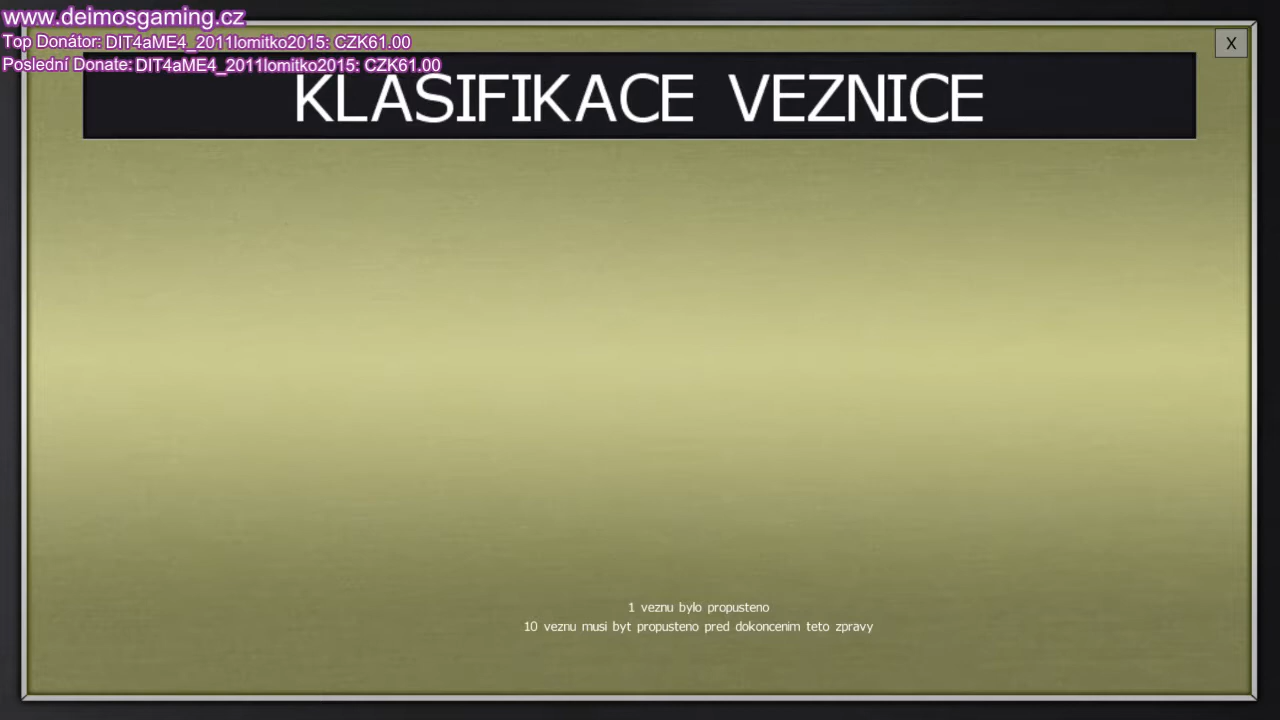 www.deimosgaming.cz
Top Donátor: DIT4aME4_2011lomitko2015: CZK61.00
Poslední Donate: DIT4aME4_2011lomitko2015: CZK61.00
X
KLASIFIKACE VEZNICE
1 veznu bylo propusteno
10 veznu musi byt propusteno pred dokoncenim teto zpravy